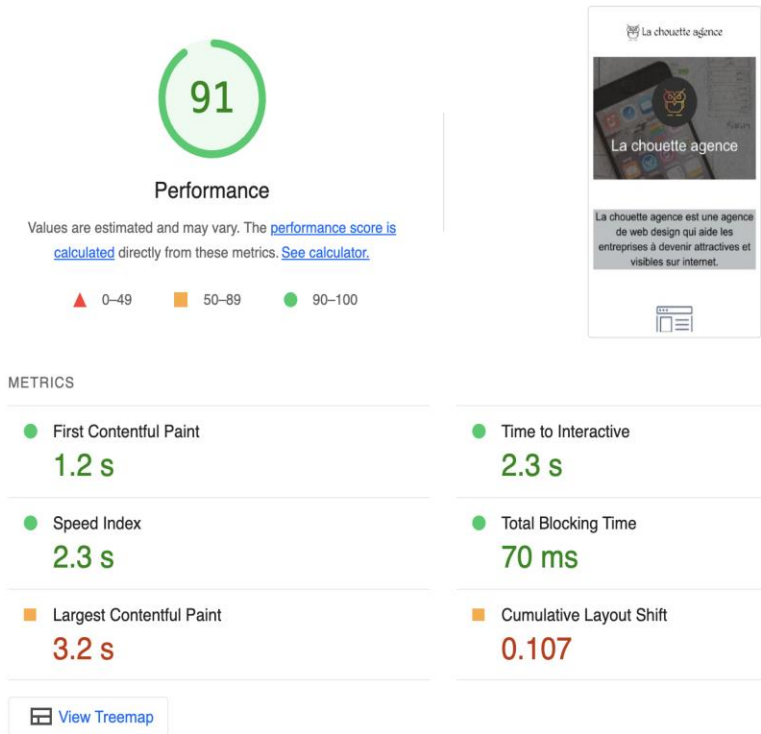 91
Performance
Values are estimated and may vary. The performance score is
calculated directly from these metrics. See calculator.
0–49
50–89
90–100
La chouette agence
La chouette agence
La chouette agence est une agence
de web design qui aide les
entreprises à devenir attractives et
visibles sur internet.
METRICS
First Contentful Paint
1.2 s
Time to Interactive
2.3 s
Speed Index
2.3 s
Total Blocking Time
70 ms
Largest Contentful Paint
3.2 s
Cumulative Layout Shift
0.107
View Treemap